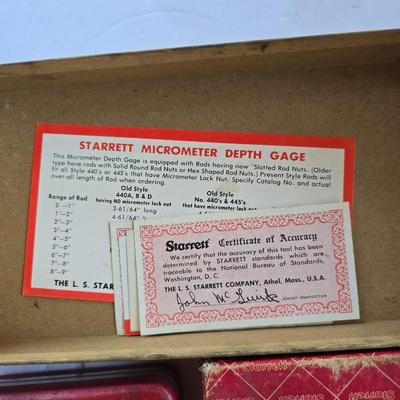 STARRETT MICROMETER DEPTH GAGE
This Micrometer Depth Gage is equipped with Rods having new "Slotted Rod Nuts. (Older
type have rods with Solid Round Rod Nuts or Hex Shaped Rod Nuts.) Present Style Rods will
fit all Style 440's or 445's that have Micrometer Lock Nut. Specify Catalog No. and actual
over-all length of Rod when ordering.
Old Style Old Style
440A, B & D No. 440's & 445's
Range of Rod having NO micrometer lock nut that have micrometer lock nut
0 —1" 3-61/64" long
1"—2" 4-61/64"
2"—3"
3"—4"
4"—5"
5"—6"
6"—7"
7"—8"
8"—9"
THE L. S. STAR
Starrett Certificate of Accuracy
We certify that the accuracy of this tool has been
determined by STARRETT standards which are
traceable to the National Bureau of Standards,
Washington, D. C.
THE L. S. STARRETT COMPANY, Athol, Mass., U.S.A.
CHIEF INSPECTOR